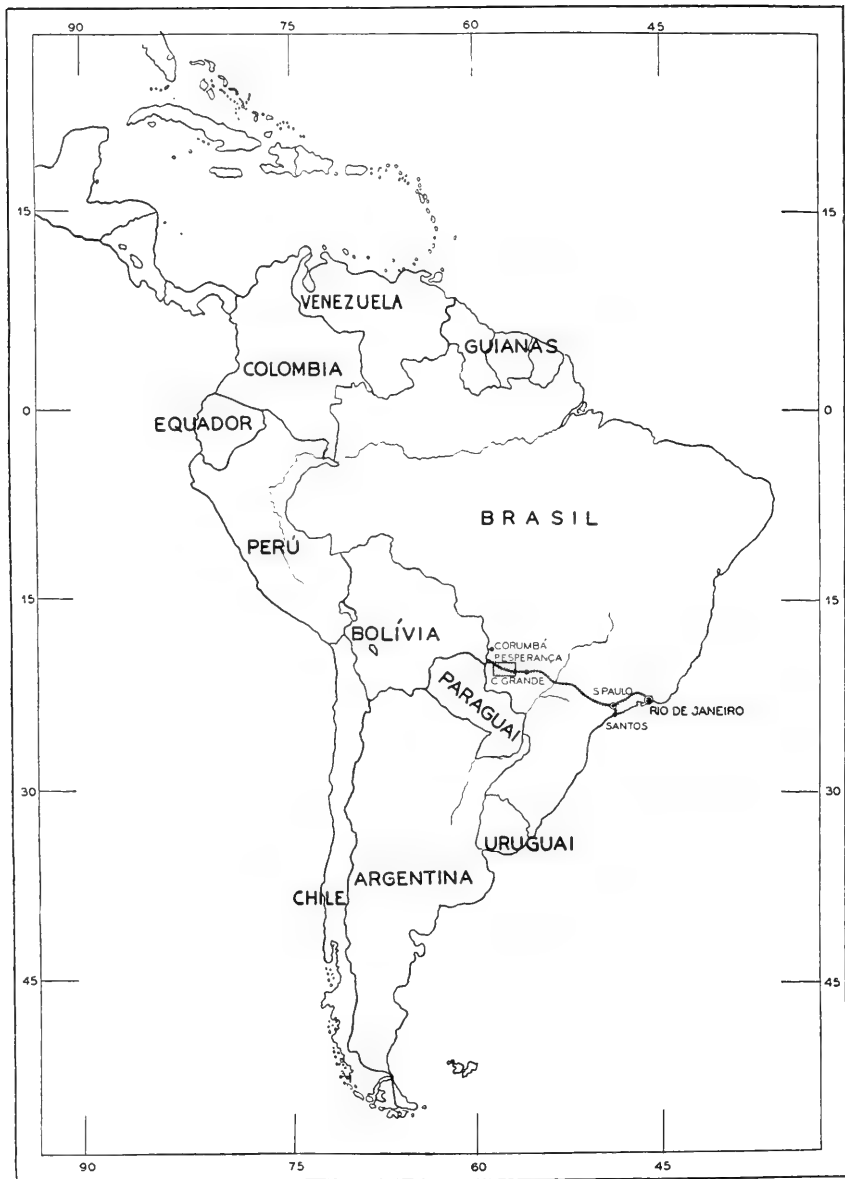 90 75 60 45
15 15
VENEZUELA
GUIANAS
COLOMBIA
0 0
EQUADOR
BRASIL
PERÚ
15 15
BOLÍVIA
CORUMBÁ
P.ESPERANÇA
C. GRANDE
PARAGUAI
S PAULO
RIO DE JANEIRO
SANTOS
30 30
URUGUAI
ARGENTINA
CHILE
45 45
90 75 60 45